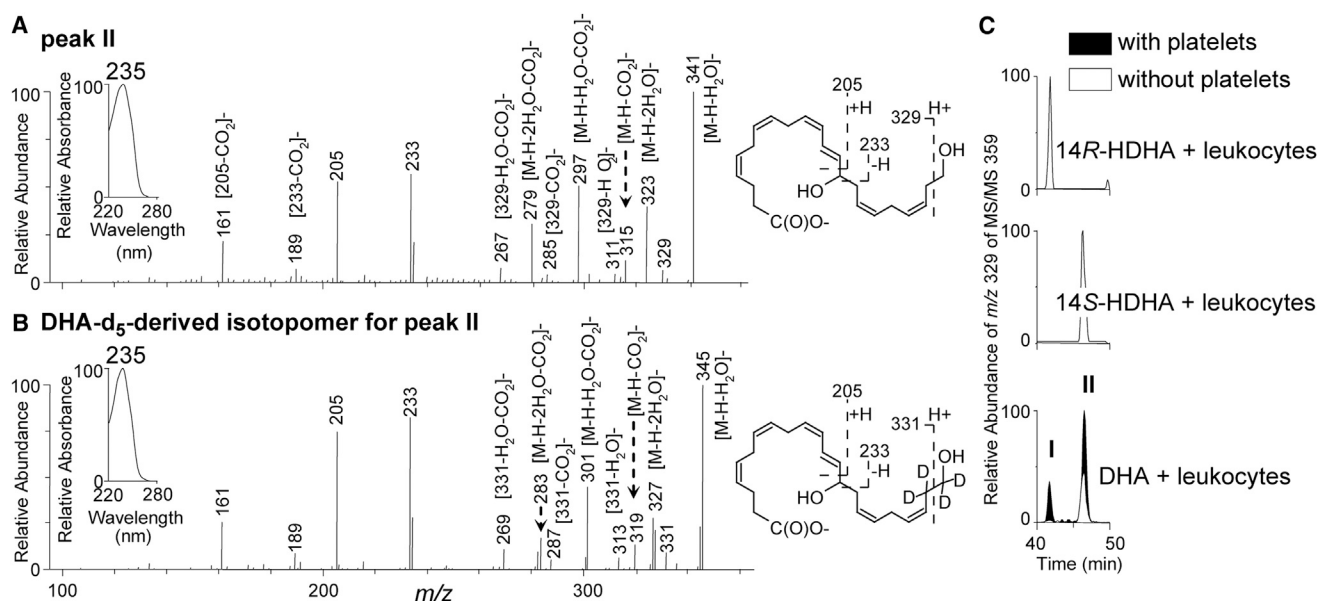 A
peak II
235
100
0
220 280
Wavelength
(nm)
Relative Absorbance
Relative Abundance
100
0
161 [205-CO2]-
189 [233-CO2]-
205
233
267 [329-H2O-CO2]-
279 [M-H-2H2O-CO2]-
285 [329-CO2]-
297 [M-H-H2O-CO2]-
311 [329-H O2]-
315 [M-H-CO2]-
323 [M-H-2H2O]-
329
341 [M-H-H2O]-
205
+H
329
H+
OH
233
-H
HO
C(O)O-
B
DHA-d5-derived isotopomer for peak II
235
100
0
220 280
Wavelength
(nm)
Relative Absorbance
Relative Abundance
100
0
161
189
205
233
269 [331-H2O-CO2]-
283 [M-H-2H2O-CO2]-
287 [331-CO2]-
301 [M-H-H2O-CO2]-
313 [331-H2O]-
319 [M-H-CO2]-
327 [M-H-2H2O]-
331
345 [M-H-H2O]-
100 200 300
m/z
205
+H
331
H+
OH
233
-H
D
D
D
D
HO
C(O)O-
C
with platelets
without platelets
Relative Abundance of m/z 329 of MS/MS 359
100
0
14R-HDHA + leukocytes
100
0
14S-HDHA + leukocytes
100
0
I
II
DHA + leukocytes
40 50
Time (min)